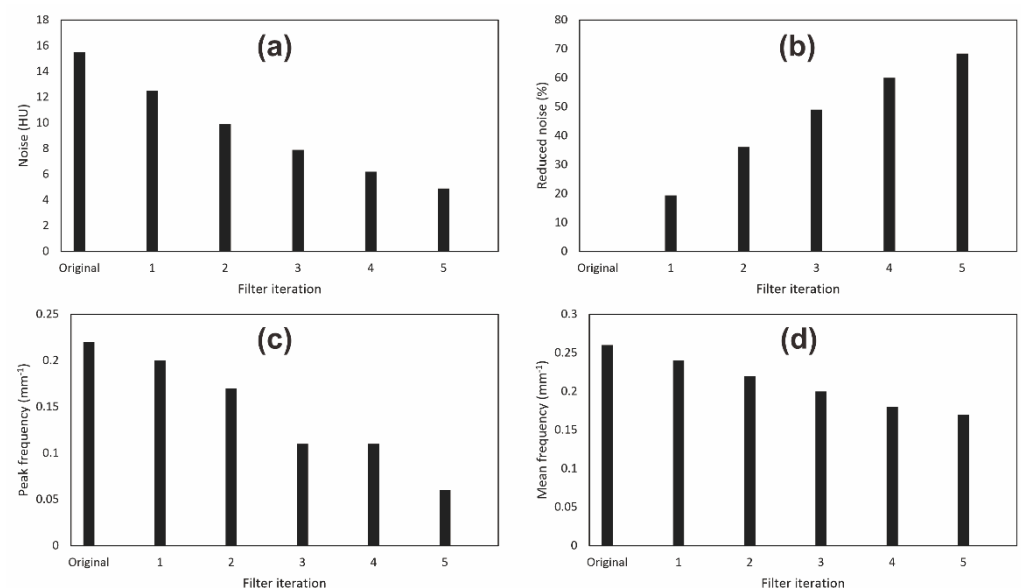 (a)
Noise (HU)
18
16
14
12
10
8
6
4
2
0
Original 1 2 3 4 5
Filter iteration
(b)
Reduced noise (%)
80
70
60
50
40
30
20
10
0
Original 1 2 3 4 5
Filter iteration
(c)
Peak frequency (mm⁻¹)
0.25
0.2
0.15
0.1
0.05
0
Original 1 2 3 4 5
Filter iteration
(d)
Mean frequency (mm⁻¹)
0.3
0.25
0.2
0.15
0.1
0.05
0
Original 1 2 3 4 5
Filter iteration